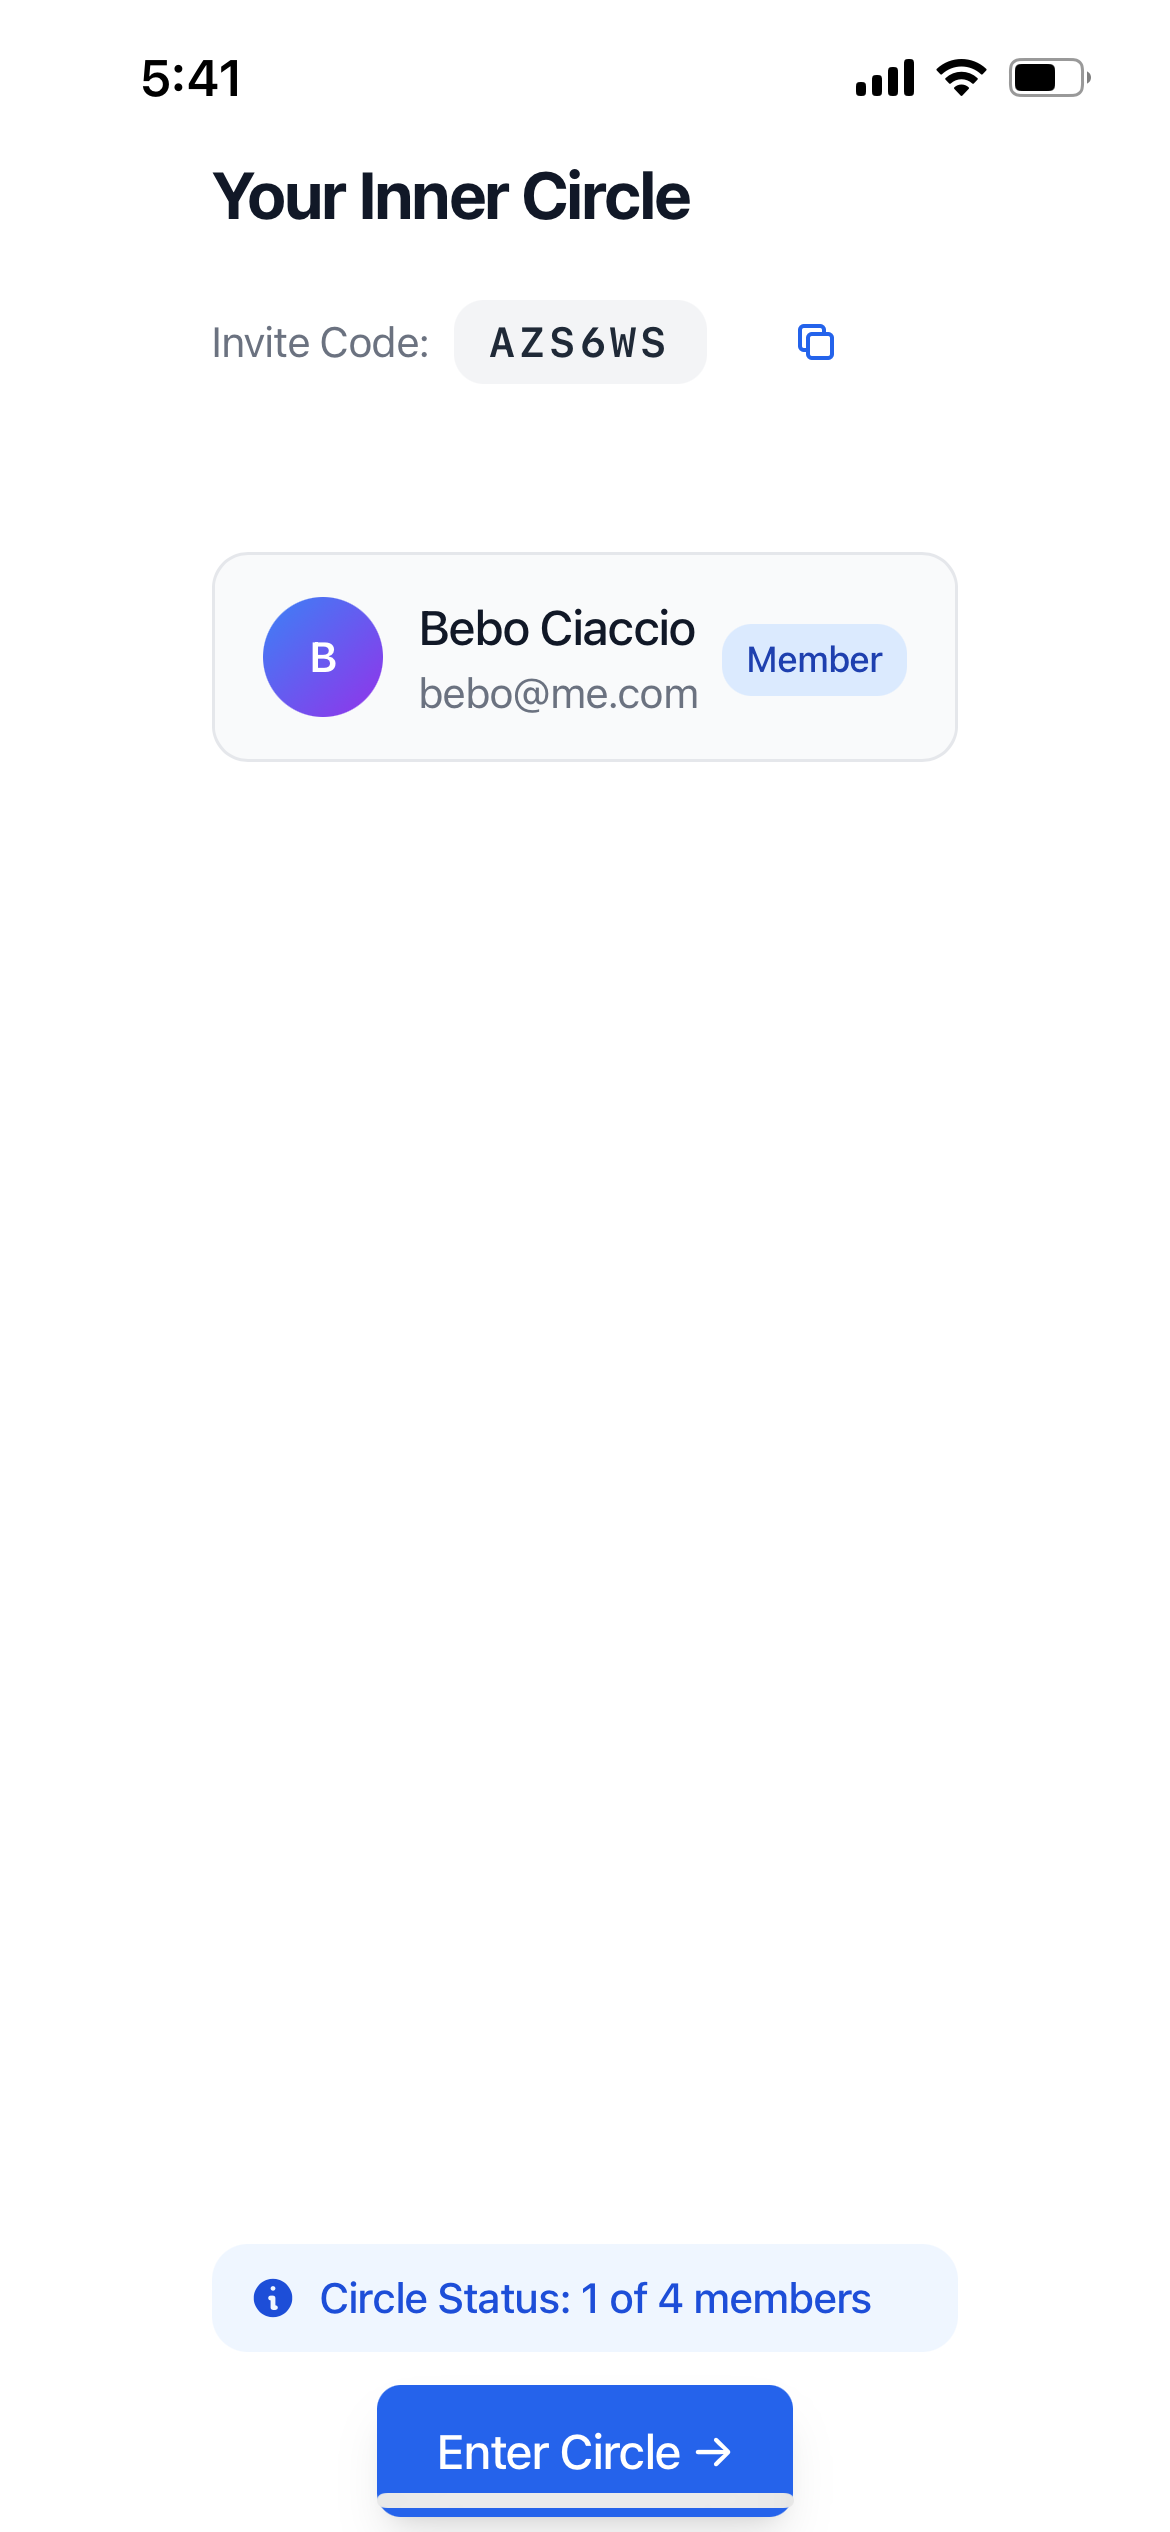 5:41
Your Inner Circle
Invite Code: AZS6WS
B
Bebo Ciaccio
bebo@me.com
Member
Circle Status: 1 of 4 members
Enter Circle →